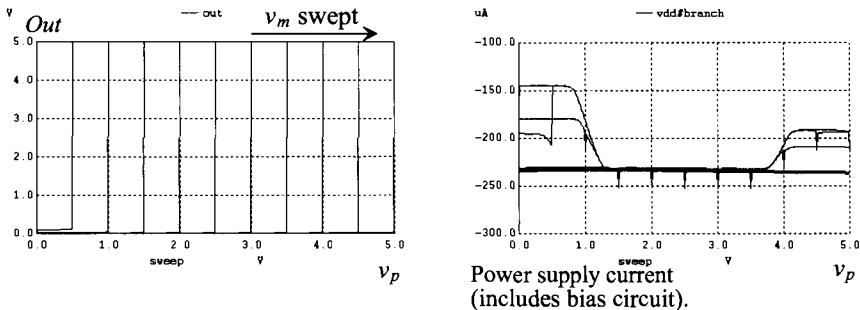 V Out — out v_m swept
5.0
4.0
3.0
2.0
1.0
0.0
0.0 1.0 2.0 3.0 4.0 5.0
sweep V v_p
uA — vdd#branch
-100.0
-150.0
-200.0
-250.0
-300.0
0.0 1.0 2.0 3.0 4.0 5.0
sweep V v_p
Power supply current
(includes bias circuit).